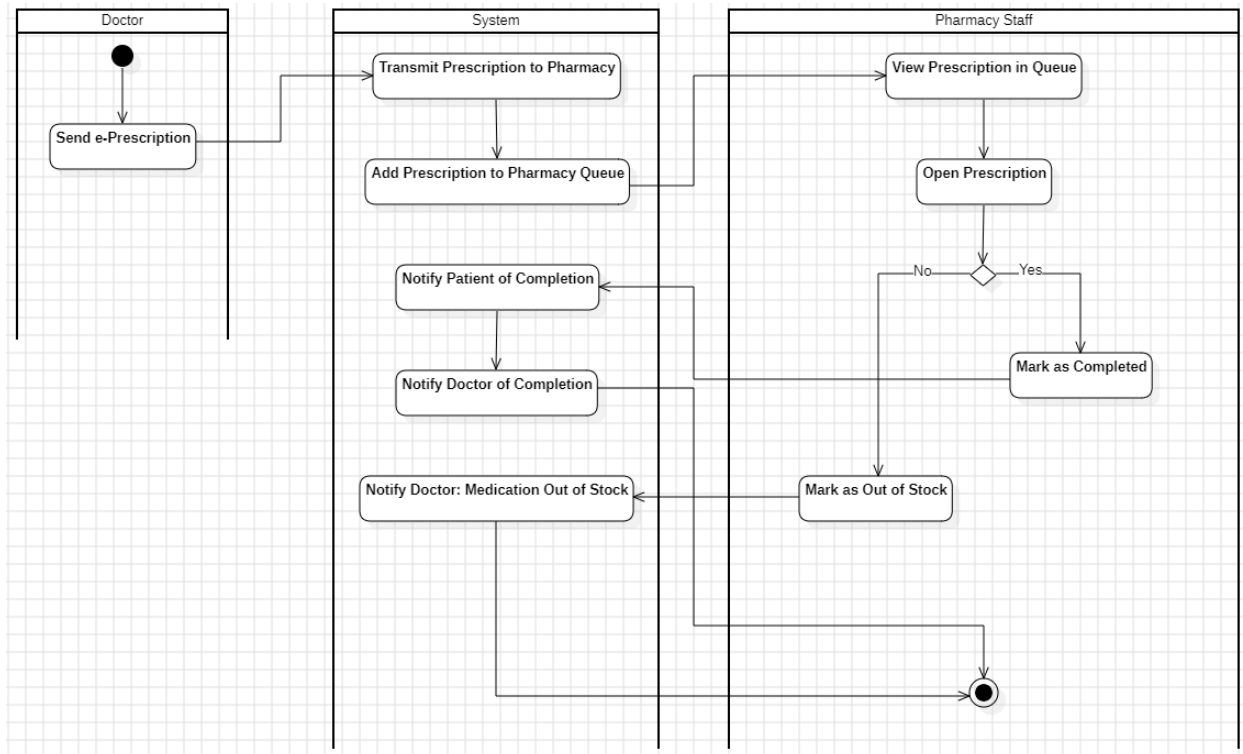 Doctor
System
Pharmacy Staff
Transmit Prescription to Pharmacy
View Prescription in Queue
Send e-Prescription
Add Prescription to Pharmacy Queue
Open Prescription
Notify Patient of Completion
No
Yes
Mark as Completed
Notify Doctor of Completion
Notify Doctor: Medication Out of Stock
Mark as Out of Stock